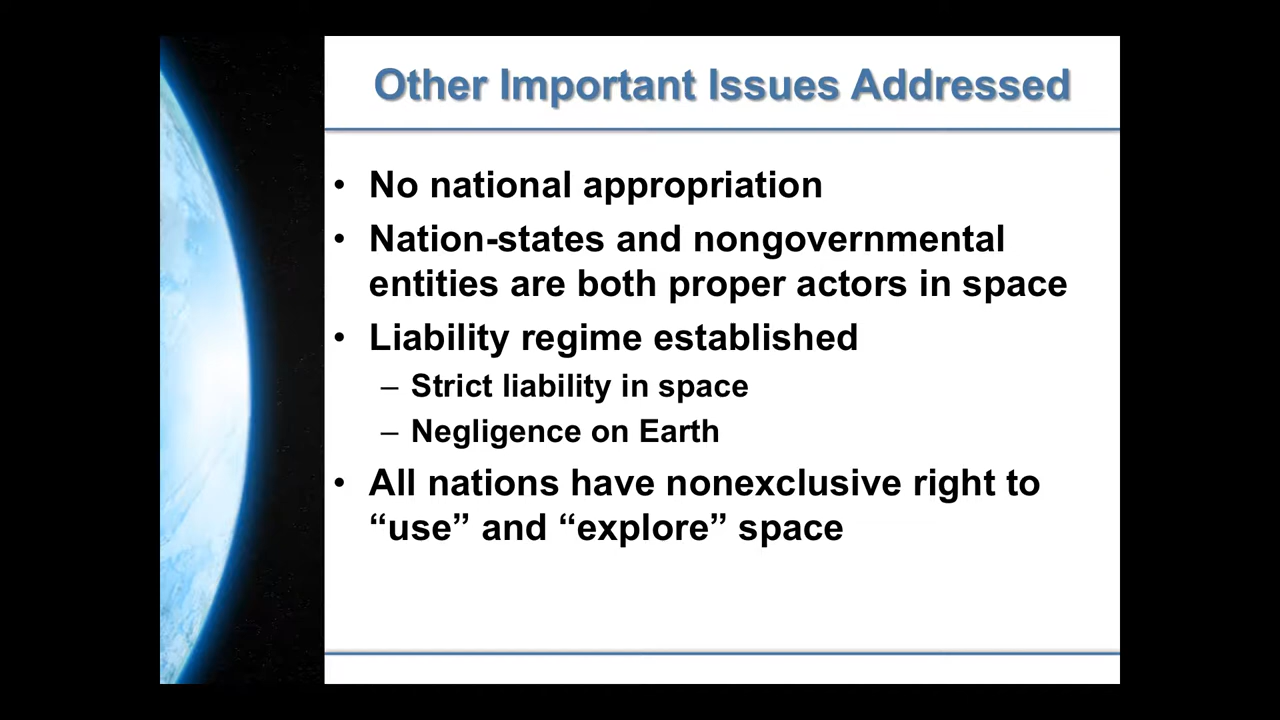 Other Important Issues Addressed
• No national appropriation
• Nation-states and nongovernmental
entities are both proper actors in space
• Liability regime established
– Strict liability in space
– Negligence on Earth
• All nations have nonexclusive right to
“use” and “explore” space